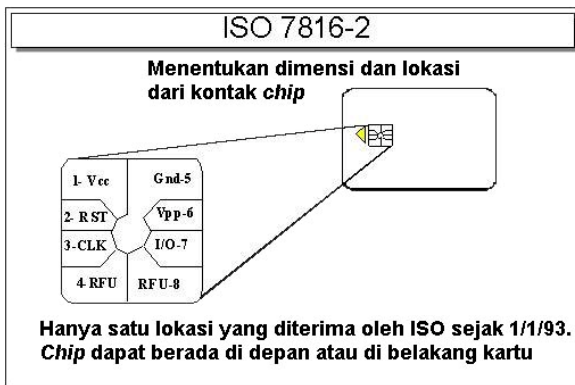 ISO 7816-2
Menentukan dimensi dan lokasi
dari kontak chip
1- Vcc
Gnd-5
2- RST
Vpp-6
3-CLK
I/O-7
4-RFU
RFU-8
Hanya satu lokasi yang diterima oleh ISO sejak 1/1/93.
Chip dapat berada di depan atau di belakang kartu